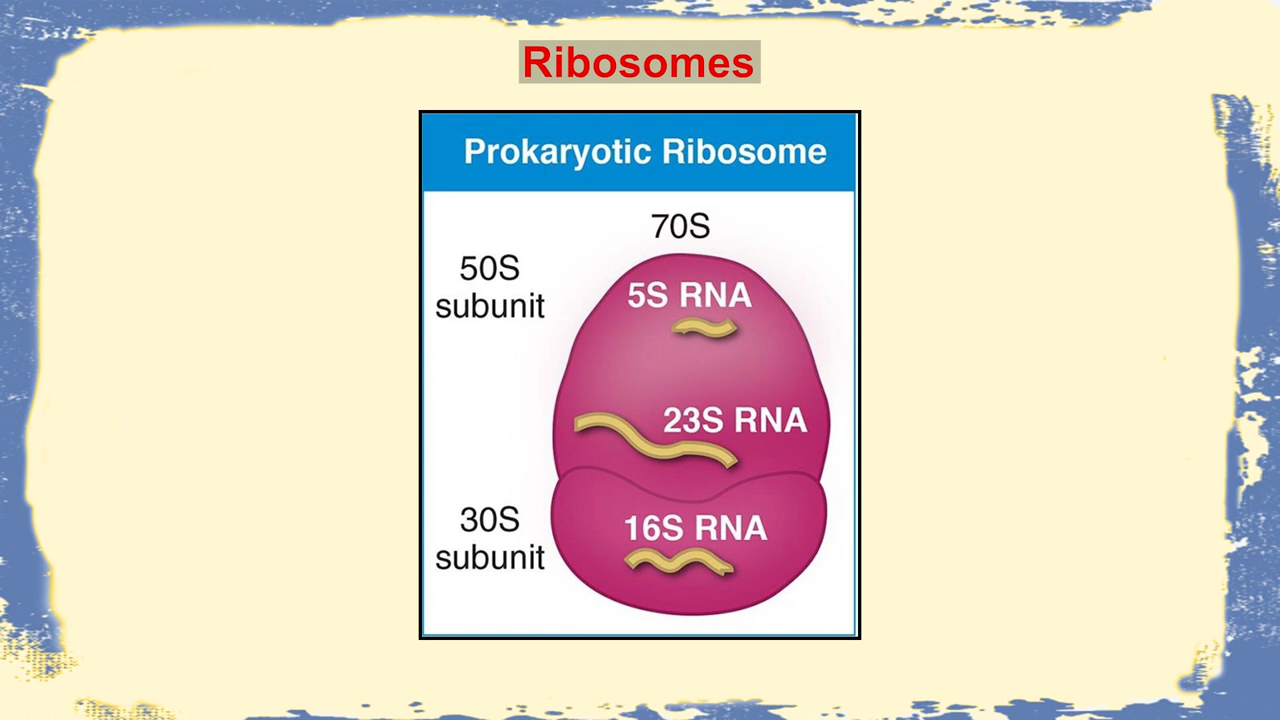 Ribosomes
Prokaryotic Ribosome
70S
50S
subunit
5S RNA
23S RNA
30S
subunit
16S RNA